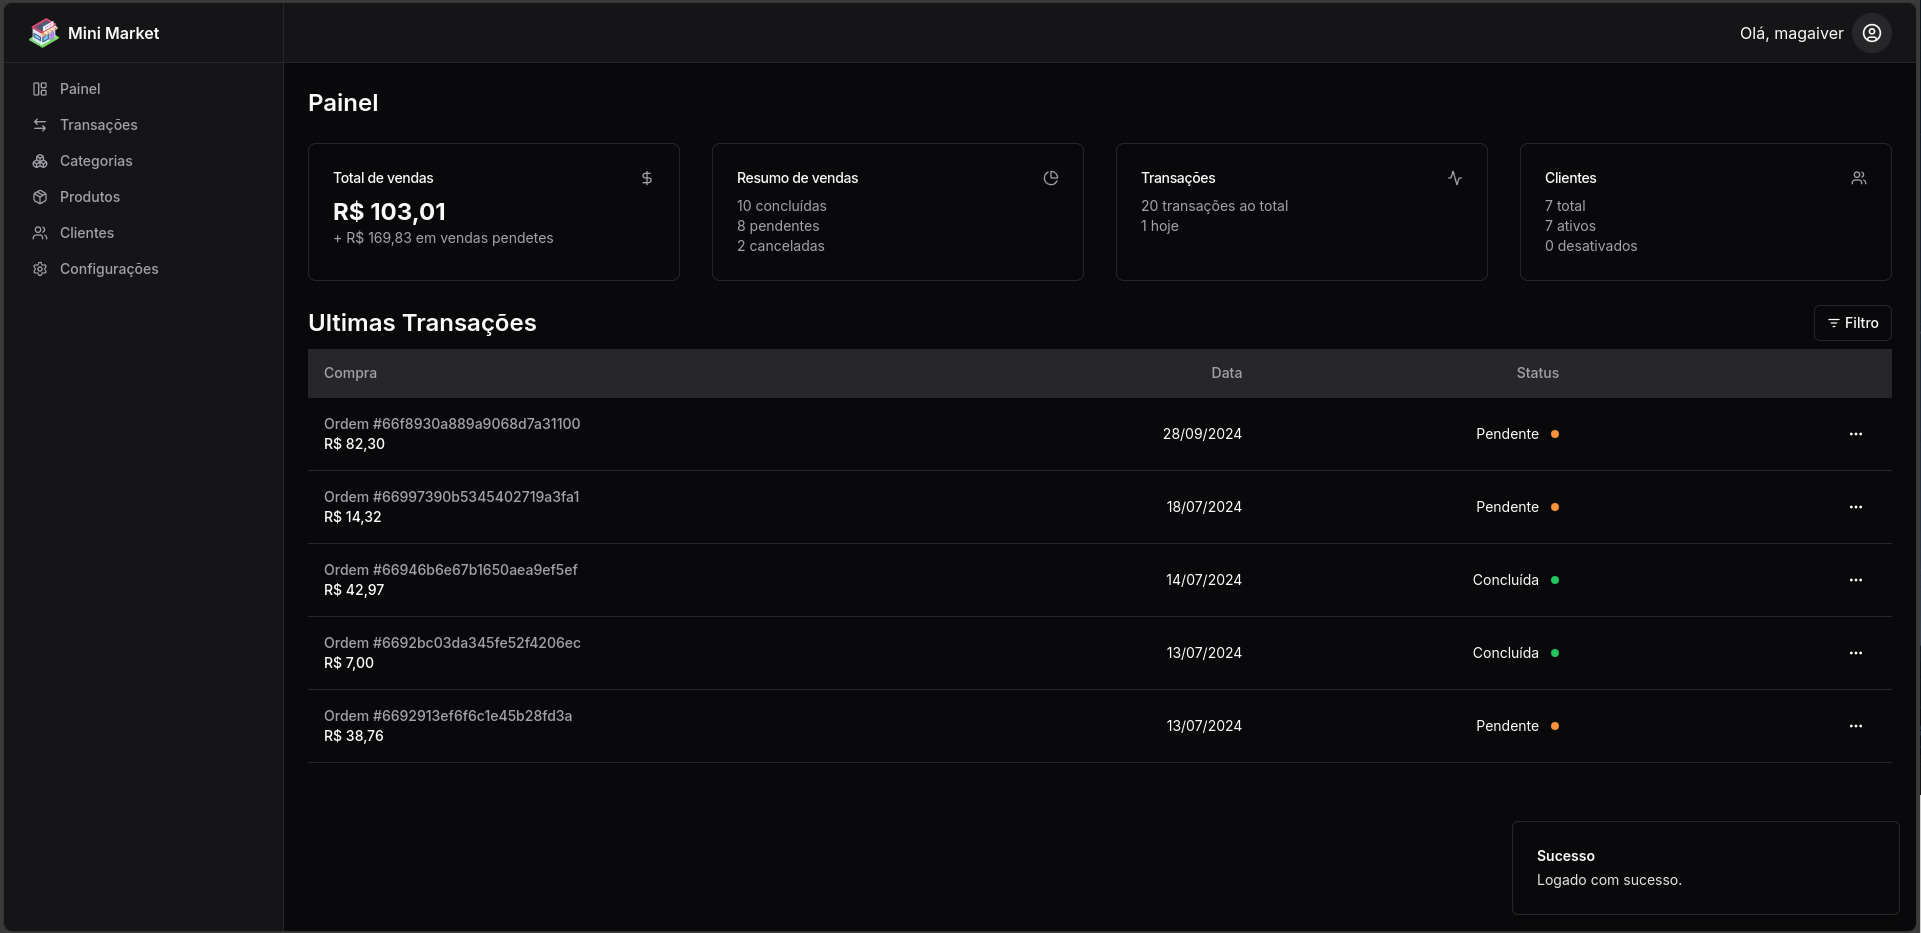 Mini Market
Olá, magaiver
Painel
Transações
Categorias
Produtos
Clientes
Configurações
Painel
Total de vendas
R$ 103,01
+ R$ 169,83 em vendas pendetes
Resumo de vendas
10 concluídas
8 pendentes
2 canceladas
Transações
20 transações ao total
1 hoje
Clientes
7 total
7 ativos
0 desativados
Ultimas Transações
Filtro
Compra Data Status
Ordem #66f8930a889a9068d7a31100
R$ 82,30
28/09/2024 Pendente
Ordem #66997390b5345402719a3fa1
R$ 14,32
18/07/2024 Pendente
Ordem #66946b6e67b1650aea9ef5ef
R$ 42,97
14/07/2024 Concluída
Ordem #6692bc03da345fe52f4206ec
R$ 7,00
13/07/2024 Concluída
Ordem #6692913ef6f6c1e45b28fd3a
R$ 38,76
13/07/2024 Pendente
Sucesso
Logado com sucesso.